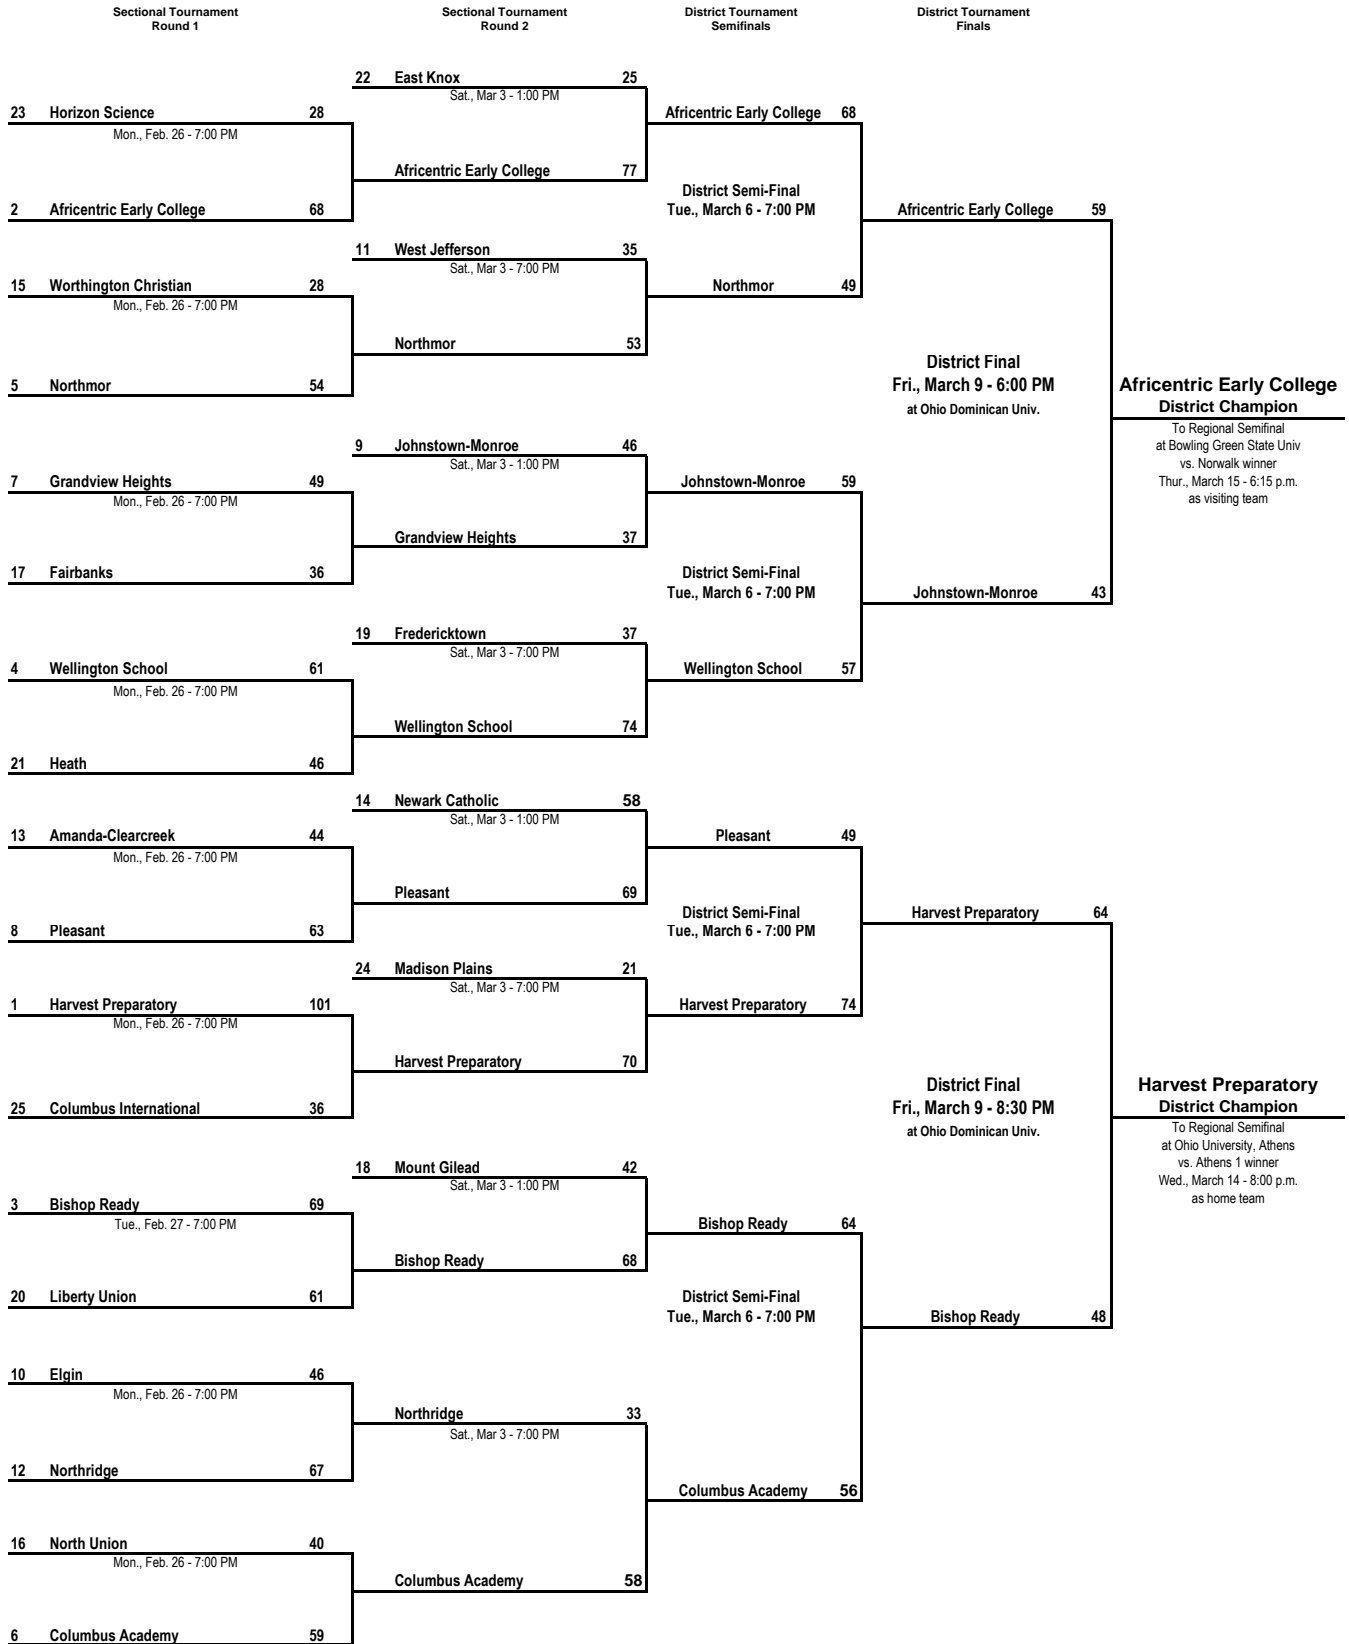 Sectional Tournament
Round 1
Sectional Tournament
Round 2
District Tournament
Semifinals
District Tournament
Finals
22 East Knox 25
Sat., Mar 3 - 1:00 PM
23 Horizon Science 28
Africentric Early College 68
Mon., Feb. 26 - 7:00 PM
Africentric Early College 77
District Semi-Final
Tue., March 6 - 7:00 PM
2 Africentric Early College 68
Africentric Early College 59
11 West Jefferson 35
Sat., Mar 3 - 7:00 PM
15 Worthington Christian 28
Northmor 49
Mon., Feb. 26 - 7:00 PM
Northmor 53
District Final
Fri., March 9 - 6:00 PM
at Ohio Dominican Univ.
5 Northmor 54
Africentric Early College
District Champion
To Regional Semifinal
at Bowling Green State Univ
vs. Norwalk winner
Thur., March 15 - 6:15 p.m.
as visiting team
9 Johnstown-Monroe 46
Sat., Mar 3 - 1:00 PM
7 Grandview Heights 49
Johnstown-Monroe 59
Mon., Feb. 26 - 7:00 PM
Grandview Heights 37
17 Fairbanks 36
District Semi-Final
Tue., March 6 - 7:00 PM
Johnstown-Monroe 43
19 Fredericktown 37
Sat., Mar 3 - 7:00 PM
4 Wellington School 61
Wellington School 57
Mon., Feb. 26 - 7:00 PM
Wellington School 74
21 Heath 46
14 Newark Catholic 58
Sat., Mar 3 - 1:00 PM
13 Amanda-Clearcreek 44
Pleasant 49
Mon., Feb. 26 - 7:00 PM
Pleasant 69
District Semi-Final
Tue., March 6 - 7:00 PM
Harvest Preparatory 64
8 Pleasant 63
24 Madison Plains 21
Sat., Mar 3 - 7:00 PM
1 Harvest Preparatory 101
Harvest Preparatory 74
Mon., Feb. 26 - 7:00 PM
Harvest Preparatory 70
District Final
Fri., March 9 - 8:30 PM
at Ohio Dominican Univ.
25 Columbus International 36
Harvest Preparatory
District Champion
To Regional Semifinal
at Ohio University, Athens
vs. Athens 1 winner
Wed., March 14 - 8:00 p.m.
as home team
18 Mount Gilead 42
Sat., Mar 3 - 1:00 PM
3 Bishop Ready 69
Tue., Feb. 27 - 7:00 PM
Bishop Ready 64
Bishop Ready 68
20 Liberty Union 61
District Semi-Final
Tue., March 6 - 7:00 PM
Bishop Ready 48
10 Elgin 46
Mon., Feb. 26 - 7:00 PM
Northridge 33
Sat., Mar 3 - 7:00 PM
12 Northridge 67
Columbus Academy 56
16 North Union 40
Mon., Feb. 26 - 7:00 PM
Columbus Academy 58
6 Columbus Academy 59